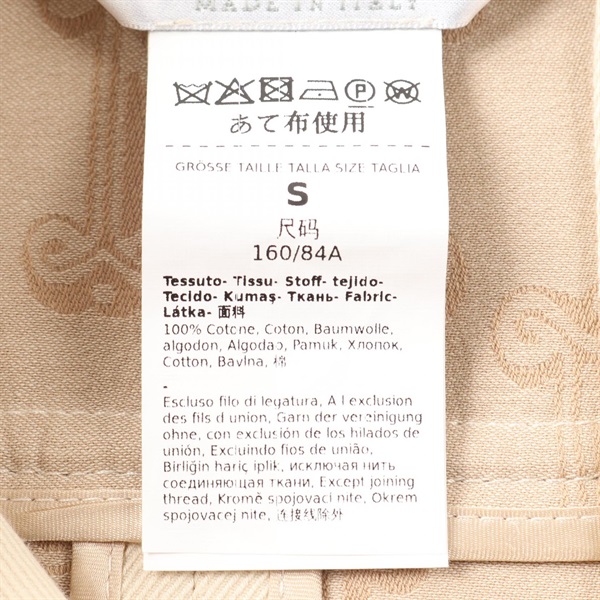 MADE IN ITALY
P W
あて布使用
GRÖSSE TAILLE TALLA SIZE TAGLIA
S
尺码
160/84A
Tessuto- Tissu- Stoff- tejido-
Tecido- Kumaş- Ткань- Fabric-
Látka- 面料
100% Cotone, Coton, Baumwolle,
algodon, Algodao, Pamuk, Хлопок,
Cotton, Bavlna, 棉
-
Escluso filo di legatura, A l exclusion
des fils d union, Garn der vereinigung
ohne, con exclusión de los hilados de
unión, Excluindo fios de união,
Birliğin hariç iplik, исключая нить
соединяющая ткани, Except joining
thread, Kromě spojovací nite, Okrem
spojovacej nite, 连接线除外